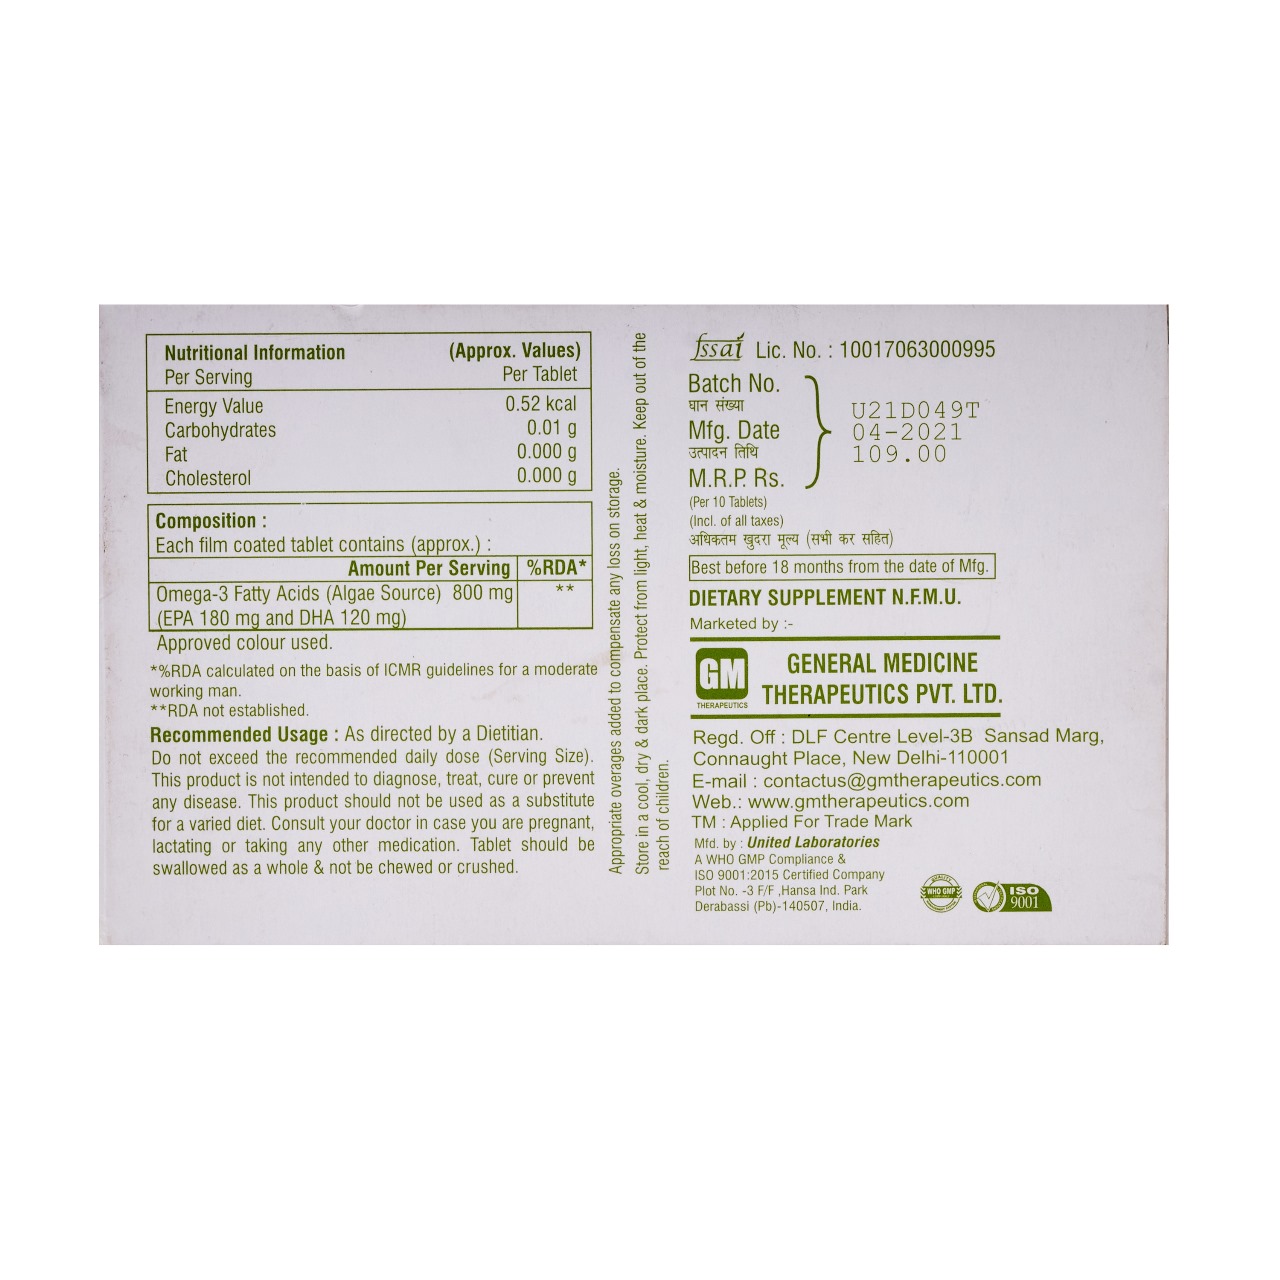 Nutritional Information (Approx. Values)
Per Serving Per Tablet
Energy Value 0.52 kcal
Carbohydrates 0.01 g
Fat 0.000 g
Cholesterol 0.000 g
Composition :
Each film coated tablet contains (approx.) :
Amount Per Serving %RDA*
Omega-3 Fatty Acids (Algae Source) 800 mg **
(EPA 180 mg and DHA 120 mg)
Approved colour used.
*%RDA calculated on the basis of ICMR guidelines for a moderate
working man.
**RDA not established.
Recommended Usage : As directed by a Dietitian.
Do not exceed the recommended daily dose (Serving Size).
This product is not intended to diagnose, treat, cure or prevent
any disease. This product should not be used as a substitute
for a varied diet. Consult your doctor in case you are pregnant,
lactating or taking any other medication. Tablet should be
swallowed as a whole & not be chewed or crushed.
Appropriate overages added to compensate any loss on storage.
Store in a cool, dry & dark place. Protect from light, heat & moisture. Keep out of the
reach of children.
fssai Lic. No. : 10017063000995
Batch No.
घान संख्या
U21D049T
Mfg. Date
04-2021
उत्पादन तिथि
109.00
M.R.P. Rs.
(Per 10 Tablets)
(Incl. of all taxes)
अधिकतम खुदरा मूल्य (सभी कर सहित)
Best before 18 months from the date of Mfg.
DIETARY SUPPLEMENT N.F.M.U.
Marketed by :-
GM
THERAPEUTICS
GENERAL MEDICINE
THERAPEUTICS PVT. LTD.
Regd. Off : DLF Centre Level-3B Sansad Marg,
Connaught Place, New Delhi-110001
E-mail : contactus@gmtherapeutics.com
Web.: www.gmtherapeutics.com
TM : Applied For Trade Mark
Mfd. by : United Laboratories
A WHO GMP Compliance &
ISO 9001:2015 Certified Company
Plot No. -3 F/F ,Hansa Ind. Park
Derabassi (Pb)-140507, India.
WHO GMP
ISO
9001